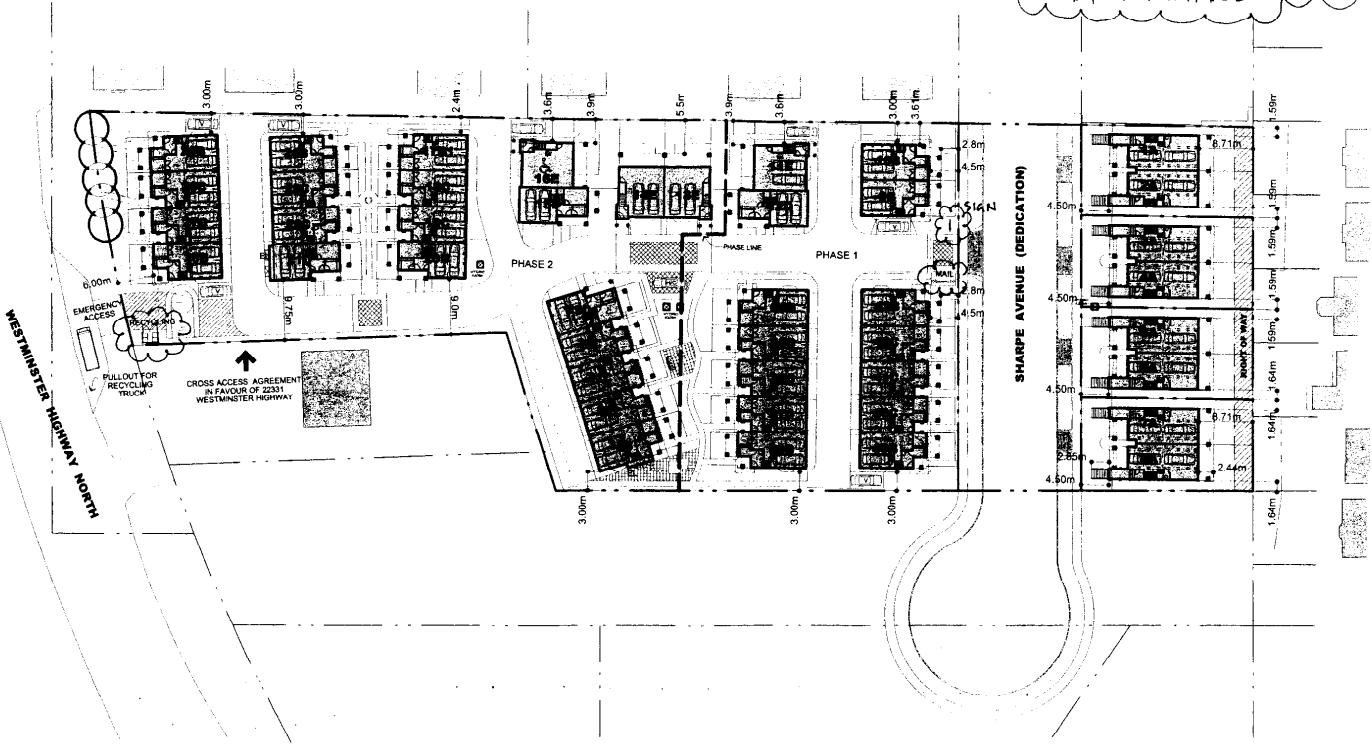 3.00m
3.00m
2.4m
3.6m
3.9m
5.5m
3.9m
3.6m
3.00m
3.61m
1.59m
2.8m
4.5m
8.71m
1.59m
4.50m
SIGN
PHASE LINE
PHASE 2
PHASE 1
MAIL
SHARPE AVENUE (DEDICATION)
1.59m
6.00m
EMERGENCY
ACCESS
RECYCLING
9.75m
9.0m
2.8m
4.5m
4.50m
1.59m
1.59m
RIGHT OF WAY
WESTMINSTER HIGHWAY NORTH
PULLOUT FOR
RECYCLING
TRUCK
CROSS ACCESS AGREEMENT
IN FAVOUR OF 22331
WESTMINSTER HIGHWAY
4.50m
1.64m
8.71m
1.64m
2.85m
2.44m
4.50m
3.00m
3.00m
3.00m
1.64m